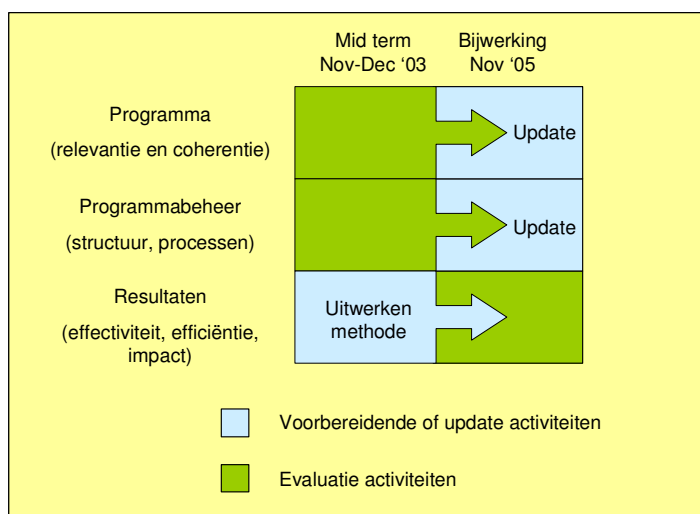 Mid term
Nov-Dec ‘03
Bijwerking
Nov ‘05
Programma
(relevantie en coherentie)
Update
Programmabeheer
(structuur, processen)
Update
Resultaten
(effectiviteit, efficiëntie,
impact)
Uitwerken
methode
Voorbereidende of update activiteiten
Evaluatie activiteiten